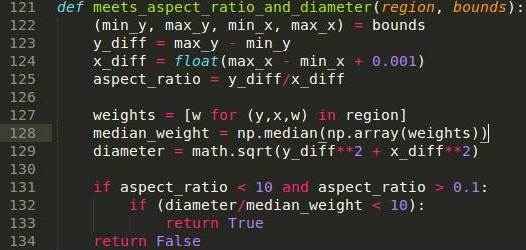 121 def meets_aspect_ratio_and_diameter(region, bounds):
122     (min_y, max_y, min_x, max_x) = bounds
123     y_diff = max_y - min_y
124     x_diff = float(max_x - min_x + 0.001)
125     aspect_ratio = y_diff/x_diff
126
127     weights = [w for (y,x,w) in region]
128     median_weight = np.median(np.array(weights))
129     diameter = math.sqrt(y_diff**2 + x_diff**2)
130
131     if aspect_ratio < 10 and aspect_ratio > 0.1:
132         if (diameter/median_weight < 10):
133             return True
134     return False